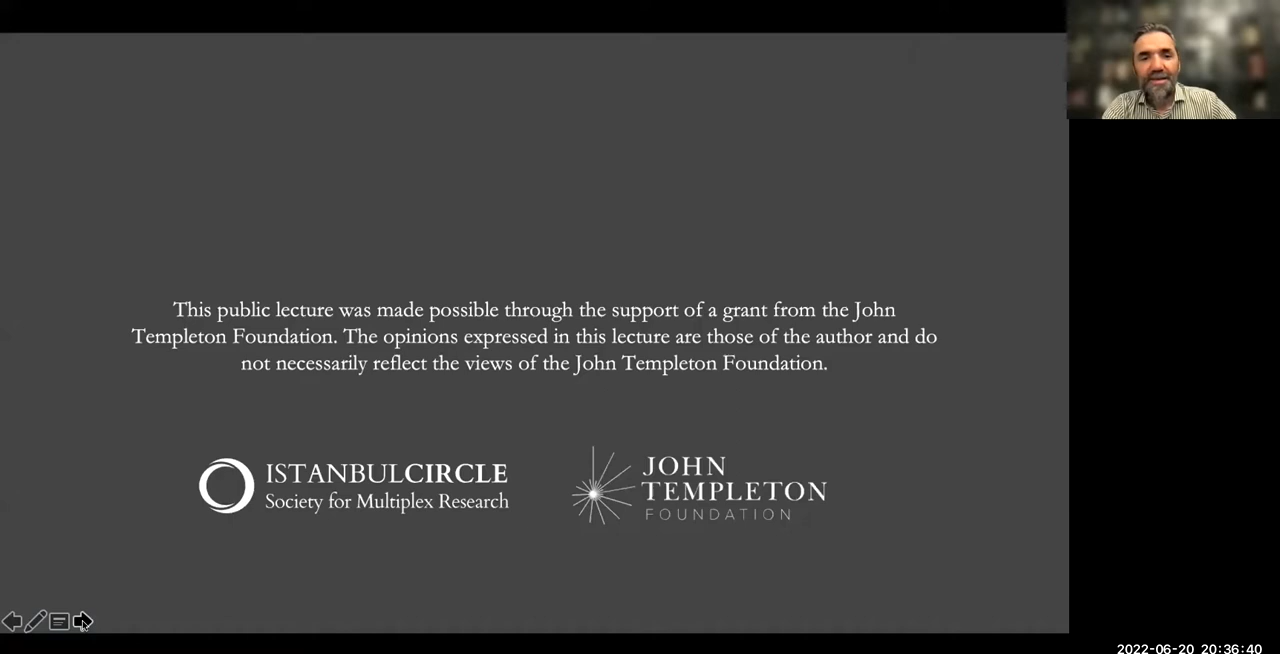 This public lecture was made possible through the support of a grant from the John
Templeton Foundation. The opinions expressed in this lecture are those of the author and do
not necessarily reflect the views of the John Templeton Foundation.
ISTANBULCIRCLE
Society for Multiplex Research
JOHN
TEMPLETON
FOUNDATION
2022-06-20 20:36:40